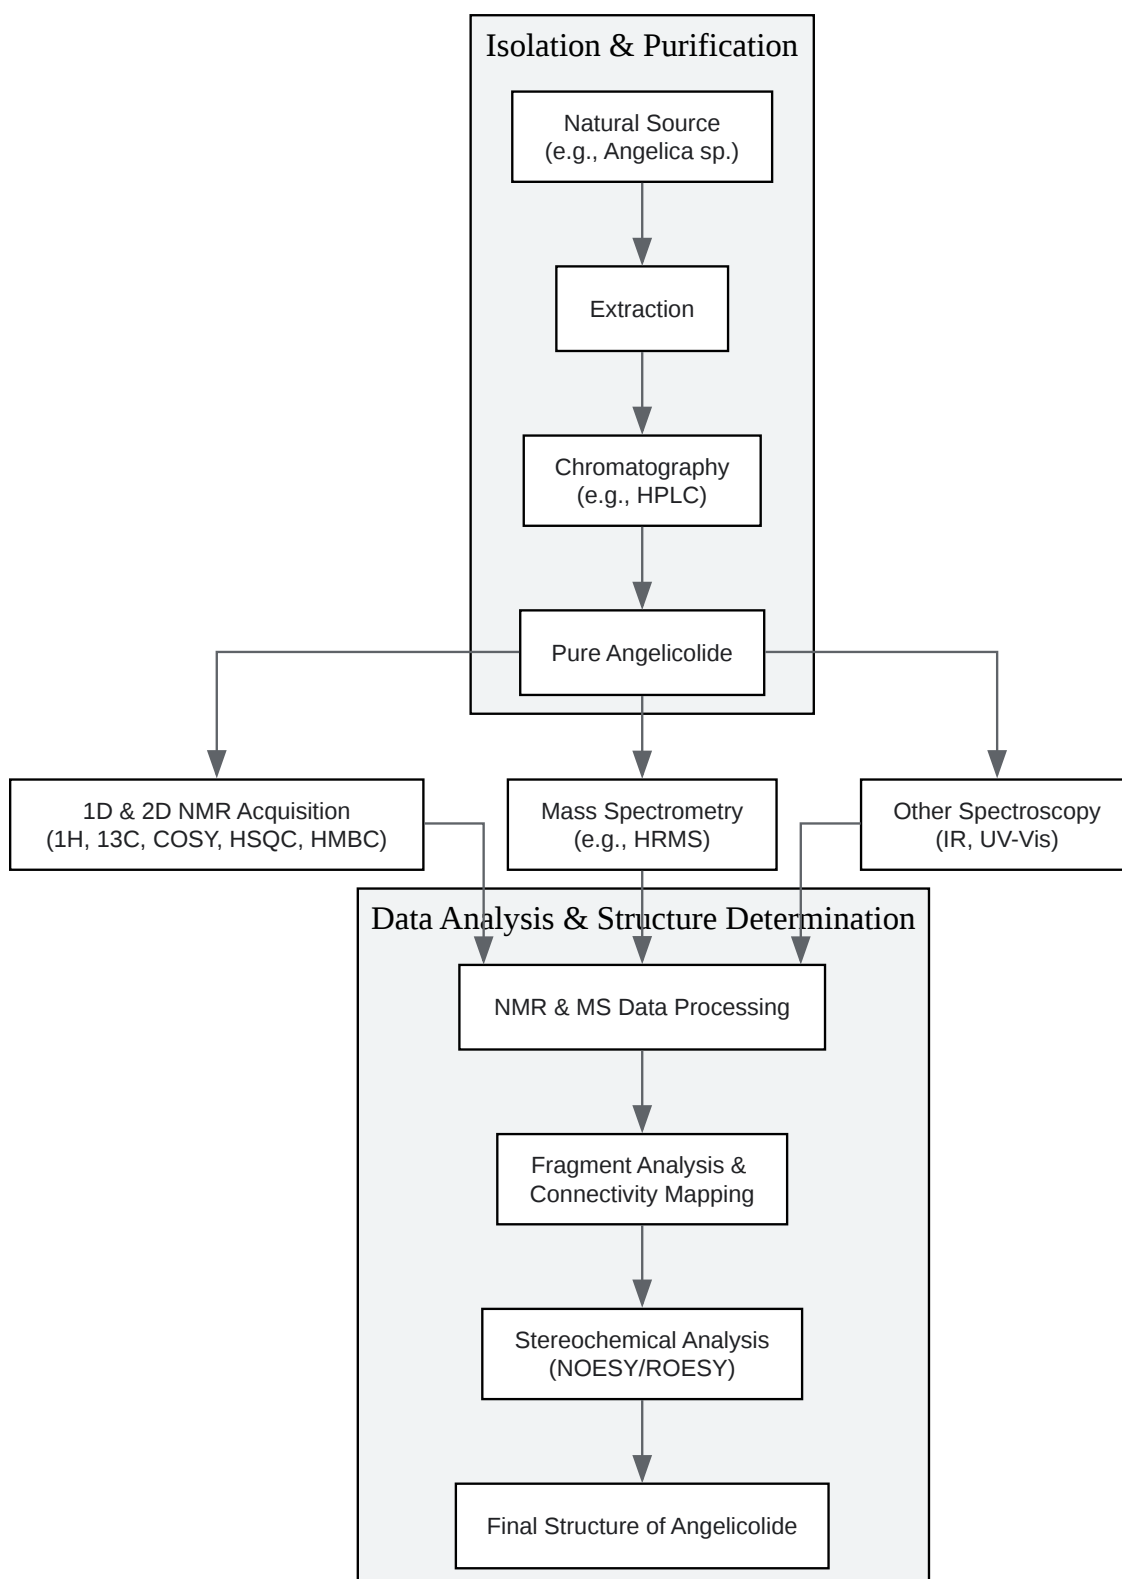 Isolation & Purification
Natural Source
(e.g., Angelica sp.)
Extraction
Chromatography
(e.g., HPLC)
Pure Angelicolide
1D & 2D NMR Acquisition
(1H, 13C, COSY, HSQC, HMBC)
Mass Spectrometry
(e.g., HRMS)
Other Spectroscopy
(IR, UV-Vis)
Data Analysis & Structure Determination
NMR & MS Data Processing
Fragment Analysis &
Connectivity Mapping
Stereochemical Analysis
(NOESY/ROESY)
Final Structure of Angelicolide